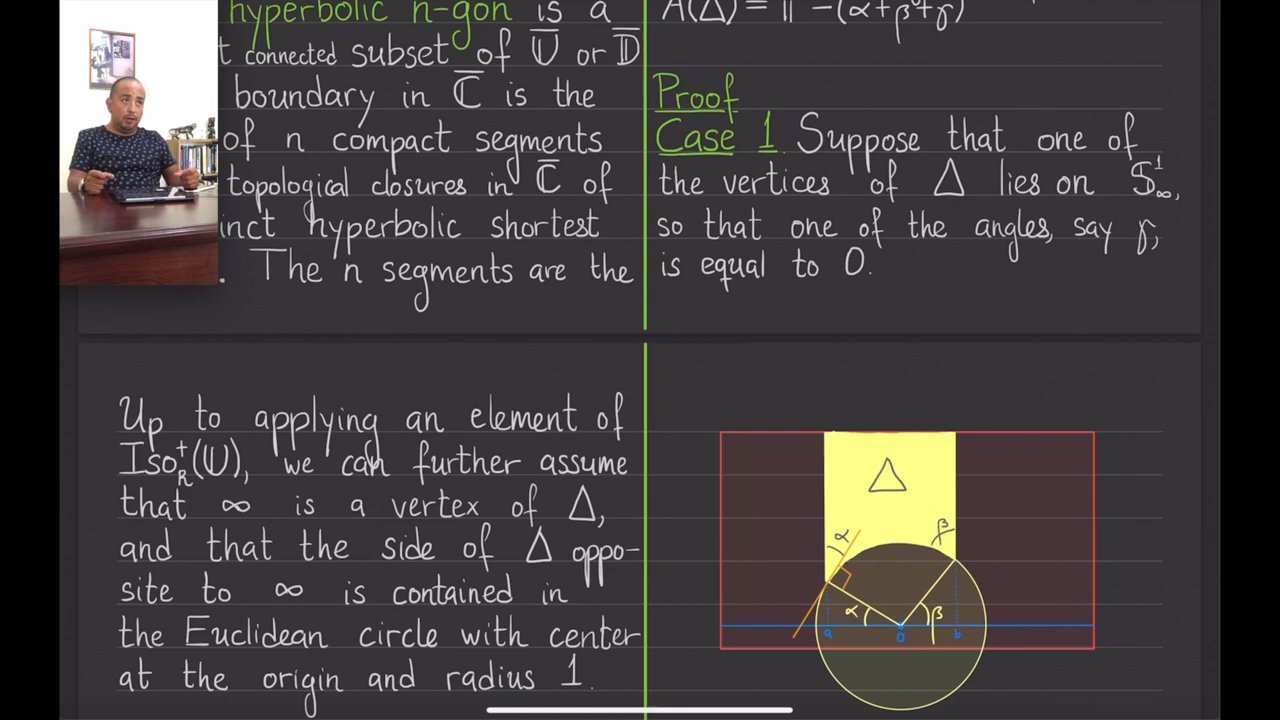 hyperbolic n-gon is a
t connected subset of U̅ or D̅
boundary in ℂ̅ is the
of n compact segments
topological closures in ℂ̅ of
inct hyperbolic shortest
. The n segments are the
A(Δ) = π -(α+β+γ)
Proof
Case 1. Suppose that one of
the vertices of Δ lies on S¹∞,
so that one of the angles, say γ,
is equal to 0.
Up to applying an element of
Iso⁺R(U), we can further assume
that ∞ is a vertex of Δ,
and that the side of Δ oppo-
site to ∞ is contained in
the Euclidean circle with center
at the origin and radius 1.
Δ
α β
α β
a 0 b